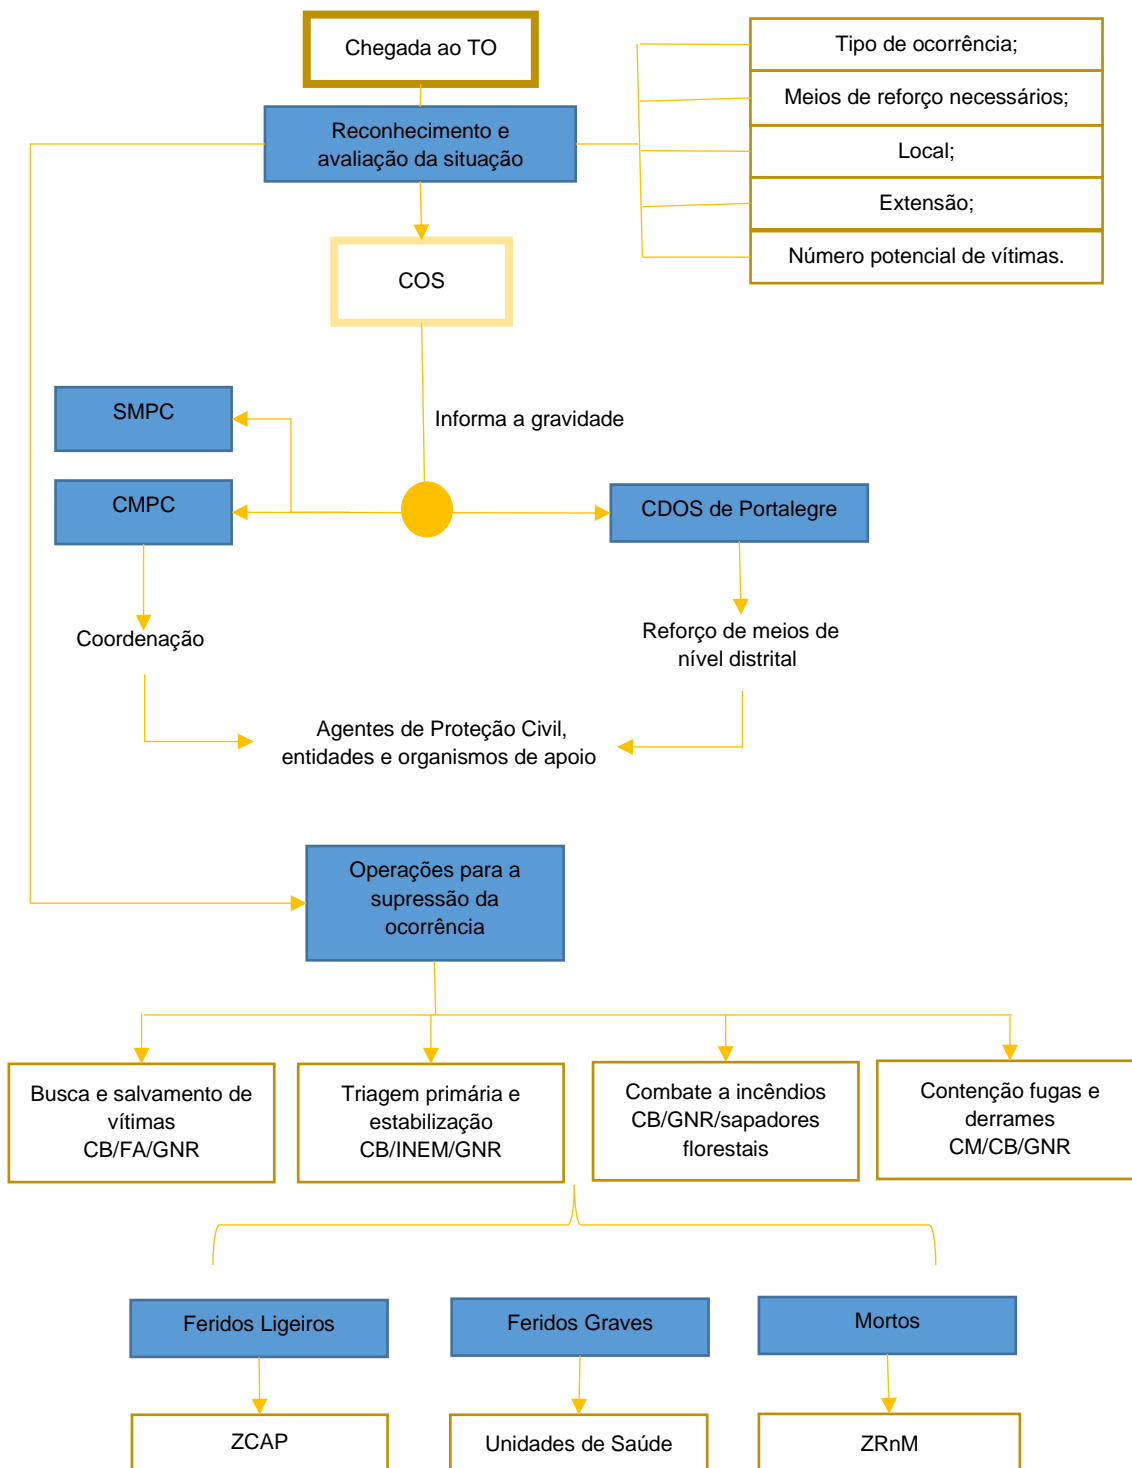 Chegada ao TO
Tipo de ocorrência;
Meios de reforço necessários;
Local;
Extensão;
Número potencial de vítimas.
Reconhecimento e
avaliação da situação
COS
Informa a gravidade
SMPC
CMPC
CDOS de Portalegre
Coordenação
Reforço de meios de
nível distrital
Agentes de Proteção Civil,
entidades e organismos de apoio
Operações para a
supressão da
ocorrência
Busca e salvamento de
vítimas
CB/FA/GNR
Triagem primária e
estabilização
CB/INEM/GNR
Combate a incêndios
CB/GNR/sapadores
florestais
Contenção fugas e
derrames
CM/CB/GNR
Feridos Ligeiros
Feridos Graves
Mortos
ZCAP
Unidades de Saúde
ZRnM